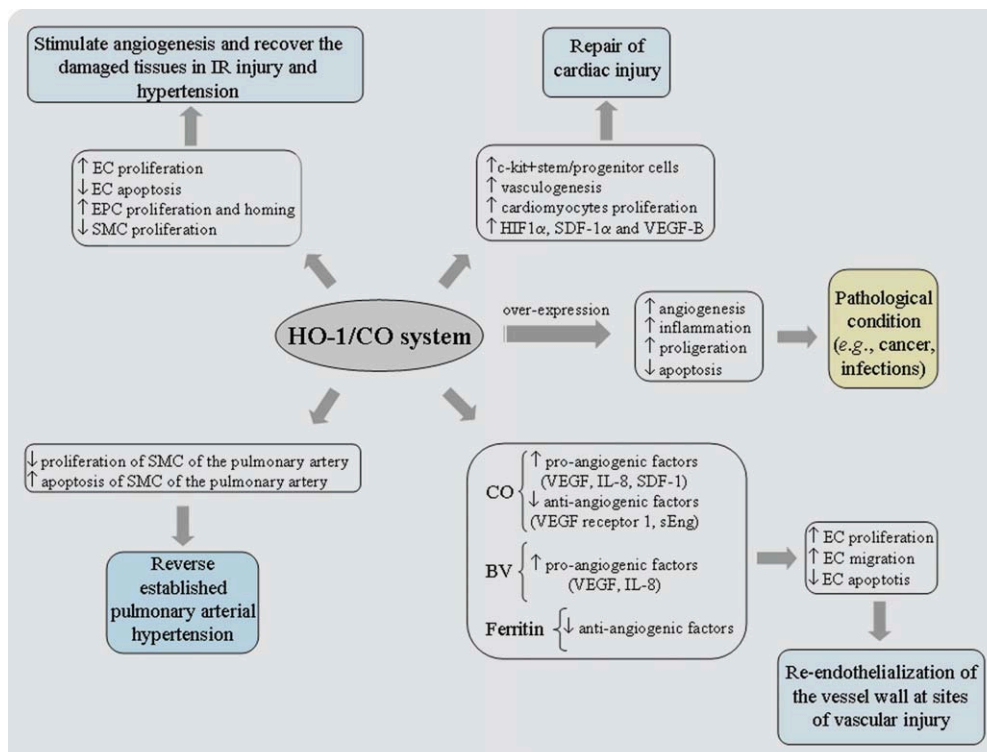 Stimulate angiogenesis and recover the
damaged tissues in IR injury and
hypertension
Repair of
cardiac injury
↑ EC proliferation
↓ EC apoptosis
↑ EPC proliferation and homing
↓ SMC proliferation
↑c-kit+stem/progenitor cells
↑ vasculogenesis
↑ cardiomyocytes proliferation
↑ HIF1α, SDF-1α and VEGF-B
HO-1/CO system
over-expression
↑ angiogenesis
↑ inflammation
↑ proligeration
↓ apoptosis
Pathological
condition
(e.g., cancer,
infections)
↓ proliferation of SMC of the pulmonary artery
↑ apoptosis of SMC of the pulmonary artery
Reverse
established
pulmonary arterial
hypertension
CO
↑ pro-angiogenic factors
(VEGF, IL-8, SDF-1)
↓ anti-angiogenic factors
(VEGF receptor 1, sEng)
BV
↑ pro-angiogenic factors
(VEGF, IL-8)
Ferritin
↓ anti-angiogenic factors
↑ EC proliferation
↑ EC migration
↓ EC apoptotis
Re-endothelialization of
the vessel wall at sites
of vascular injury